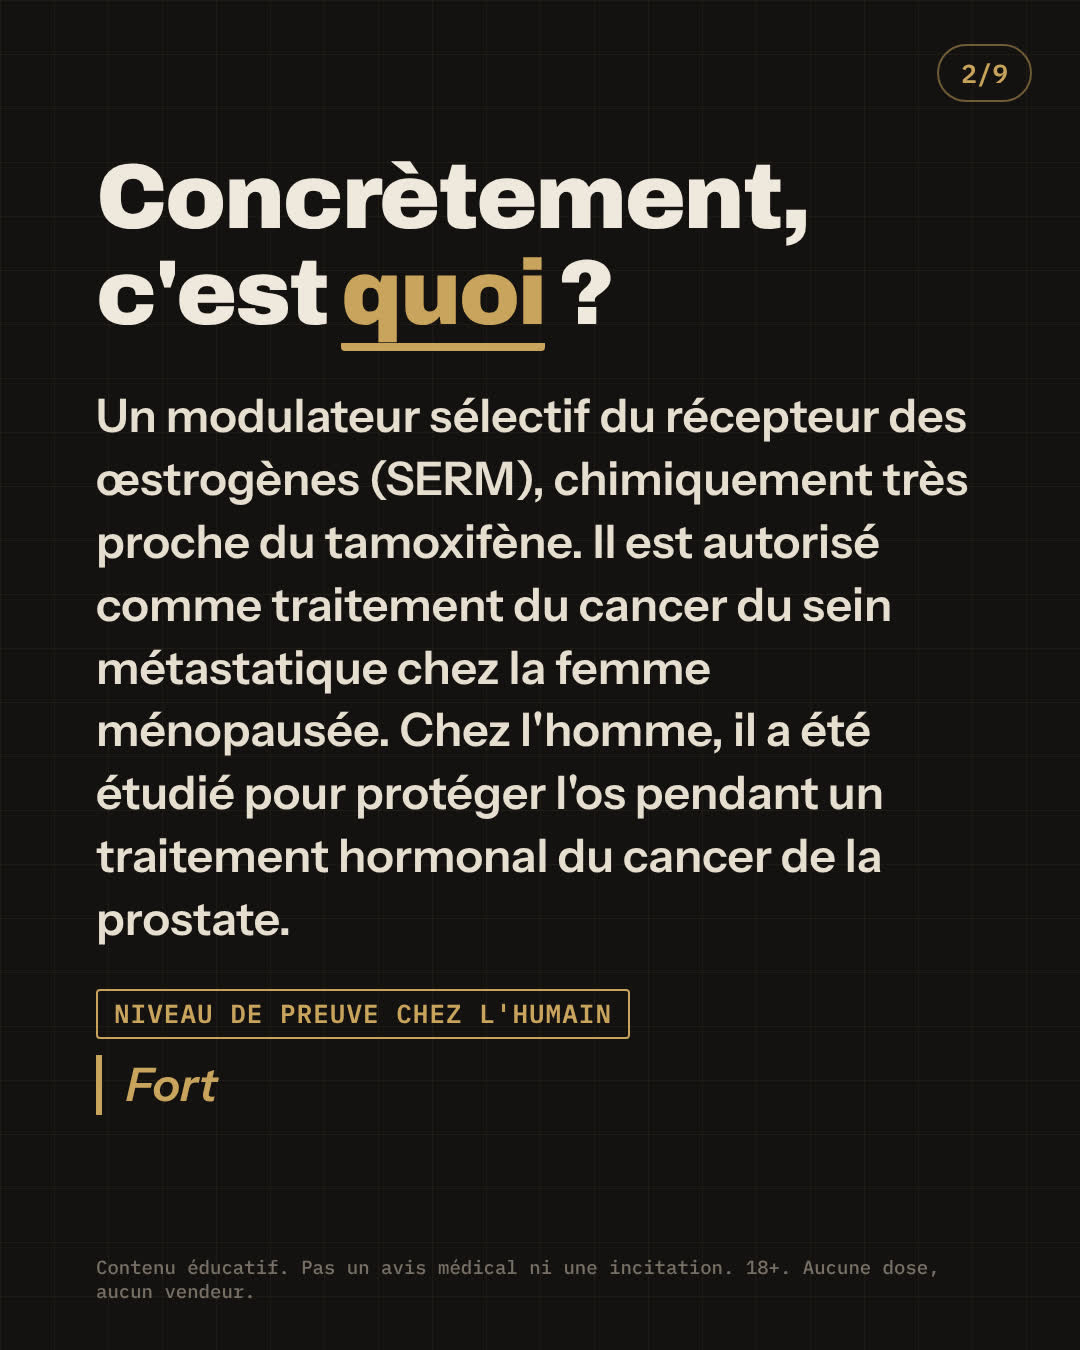 2/9
Concrètement,
c'est quoi ?
Un modulateur sélectif du récepteur des
œstrogènes (SERM), chimiquement très
proche du tamoxifène. Il est autorisé
comme traitement du cancer du sein
métastatique chez la femme
ménopausée. Chez l'homme, il a été
étudié pour protéger l'os pendant un
traitement hormonal du cancer de la
prostate.
NIVEAU DE PREUVE CHEZ L'HUMAIN
Fort
Contenu éducatif. Pas un avis médical ni une incitation. 18+. Aucune dose,
aucun vendeur.